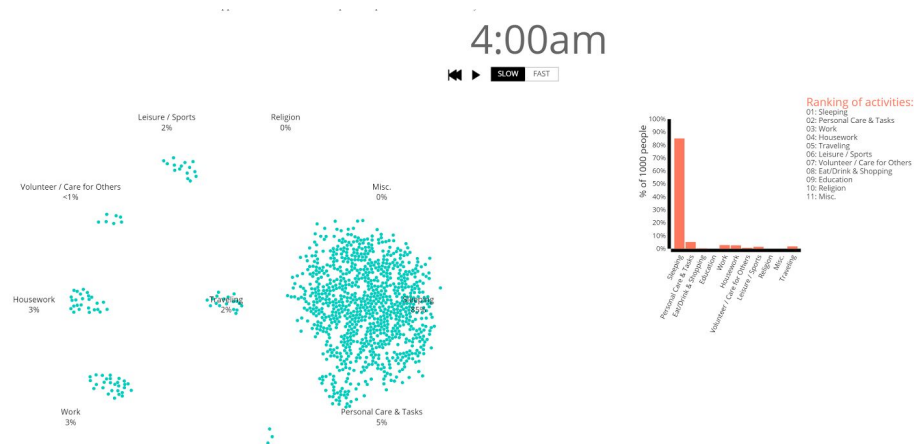 4:00am
SLOW
FAST
Leisure / Sports
2%
Religion
0%
Volunteer / Care for Others
<1%
Misc.
0%
Housework
3%
Traveling
2%
Sleeping
85%
Work
3%
Personal Care & Tasks
5%
% of 1000 people
100%
90%
80%
70%
60%
50%
40%
30%
20%
10%
0%
Sleeping
Personal Care & Tasks
Eat/Drink & Shopping
Education
Work
Housework
Volunteer / Care for Others
Leisure / Sports
Religion
Misc.
Traveling
Ranking of activities:
01: Sleeping
02: Personal Care & Tasks
03: Work
04: Housework
05: Traveling
06: Leisure / Sports
07: Volunteer / Care for Others
08: Eat/Drink & Shopping
09: Education
10: Religion
11: Misc.